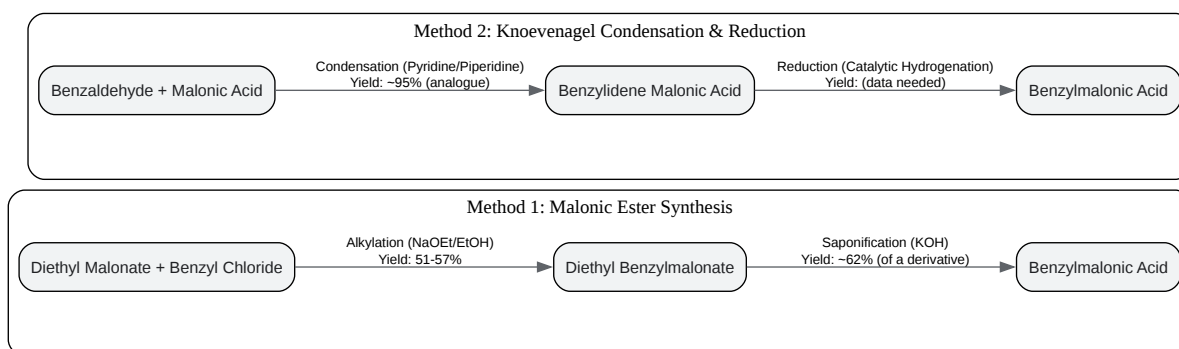 Method 2: Knoevenagel Condensation & Reduction
Benzaldehyde + Malonic Acid
Condensation (Pyridine/Piperidine)
Yield: ~95% (analogue)
Benzylidene Malonic Acid
Reduction (Catalytic Hydrogenation)
Yield: (data needed)
Benzylmalonic Acid
Method 1: Malonic Ester Synthesis
Diethyl Malonate + Benzyl Chloride
Alkylation (NaOEt/EtOH)
Yield: 51-57%
Diethyl Benzylmalonate
Saponification (KOH)
Yield: ~62% (of a derivative)
Benzylmalonic Acid